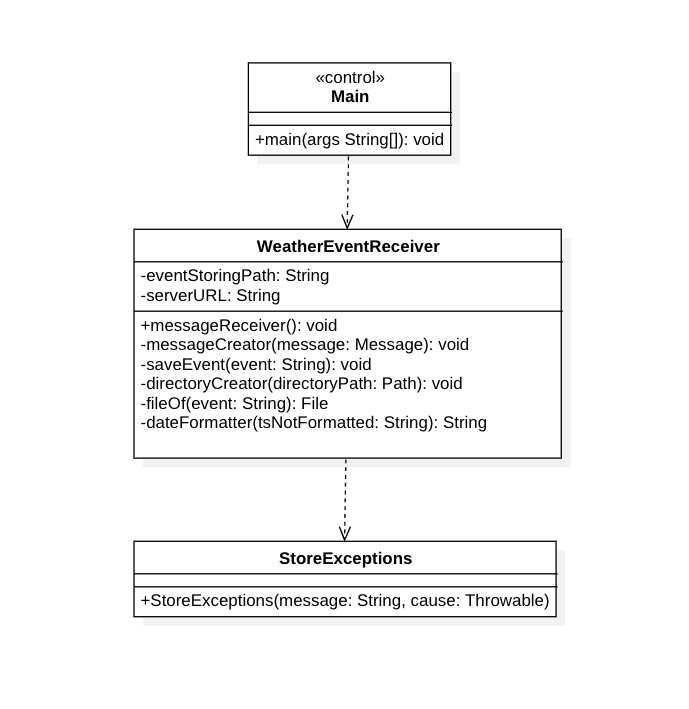 «control»
Main
+main(args String[]): void
WeatherEventReceiver
-eventStoringPath: String
-serverURL: String
+messageReceiver(): void
-messageCreator(message: Message): void
-saveEvent(event: String): void
-directoryCreator(directoryPath: Path): void
-fileOf(event: String): File
-dateFormatter(tsNotFormatted: String): String
StoreExceptions
+StoreExceptions(message: String, cause: Throwable)